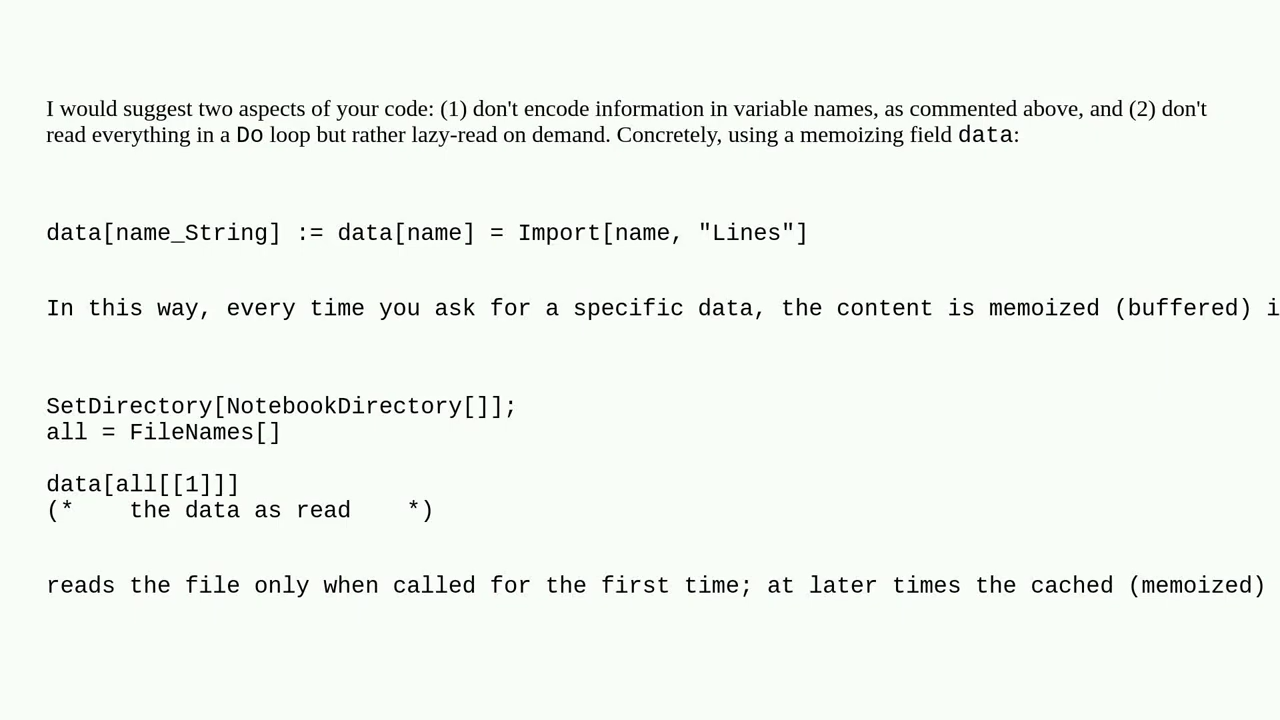 I would suggest two aspects of your code: (1) don't encode information in variable names, as commented above, and (2) don't
read everything in a Do loop but rather lazy-read on demand. Concretely, using a memoizing field data:
data[name_String] := data[name] = Import[name, "Lines"]
In this way, every time you ask for a specific data, the content is memoized (buffered)
SetDirectory[NotebookDirectory[]];
all = FileNames[]
data[all[[1]]]
(*    the data as read    *)
reads the file only when called for the first time; at later times the cached (memoized)